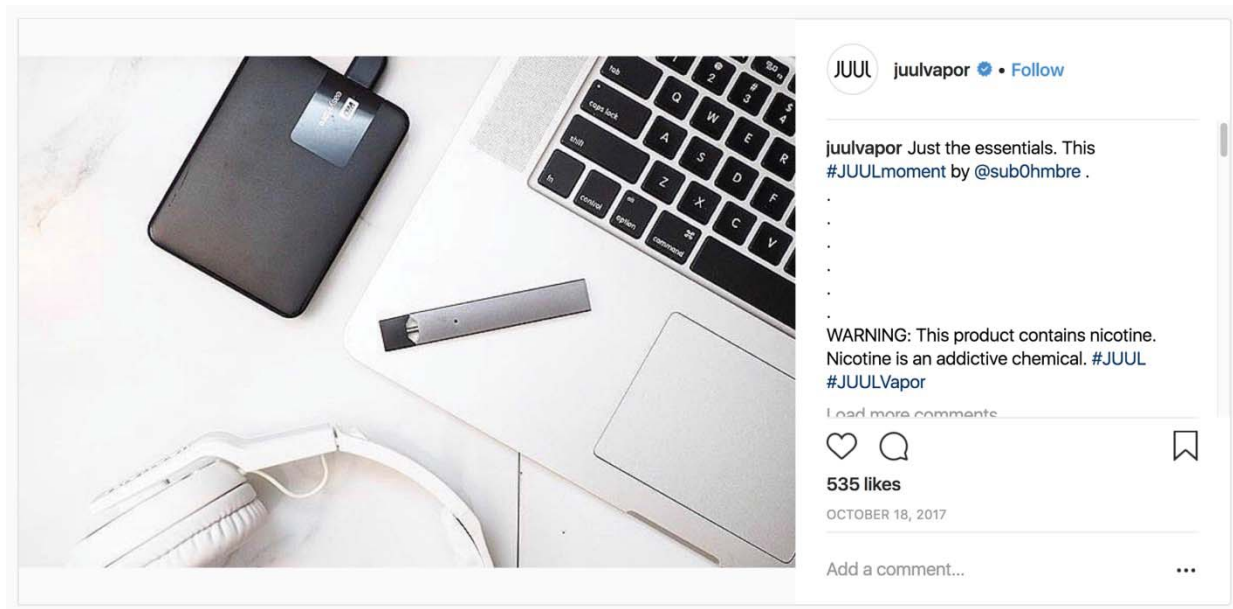 JUUL juulvapor • Follow
juulvapor Just the essentials. This
#JUULmoment by @sub0hmbre .
.
.
.
.
.
.
WARNING: This product contains nicotine.
Nicotine is an addictive chemical. #JUUL
#JUULVapor
Load more comments
535 likes
OCTOBER 18, 2017
Add a comment...
tab
caps lock
shift
fn
control
option
command
⌘
2
#
3
$
4
Q
W
E
R
A
S
D
F
Z
X
C
V